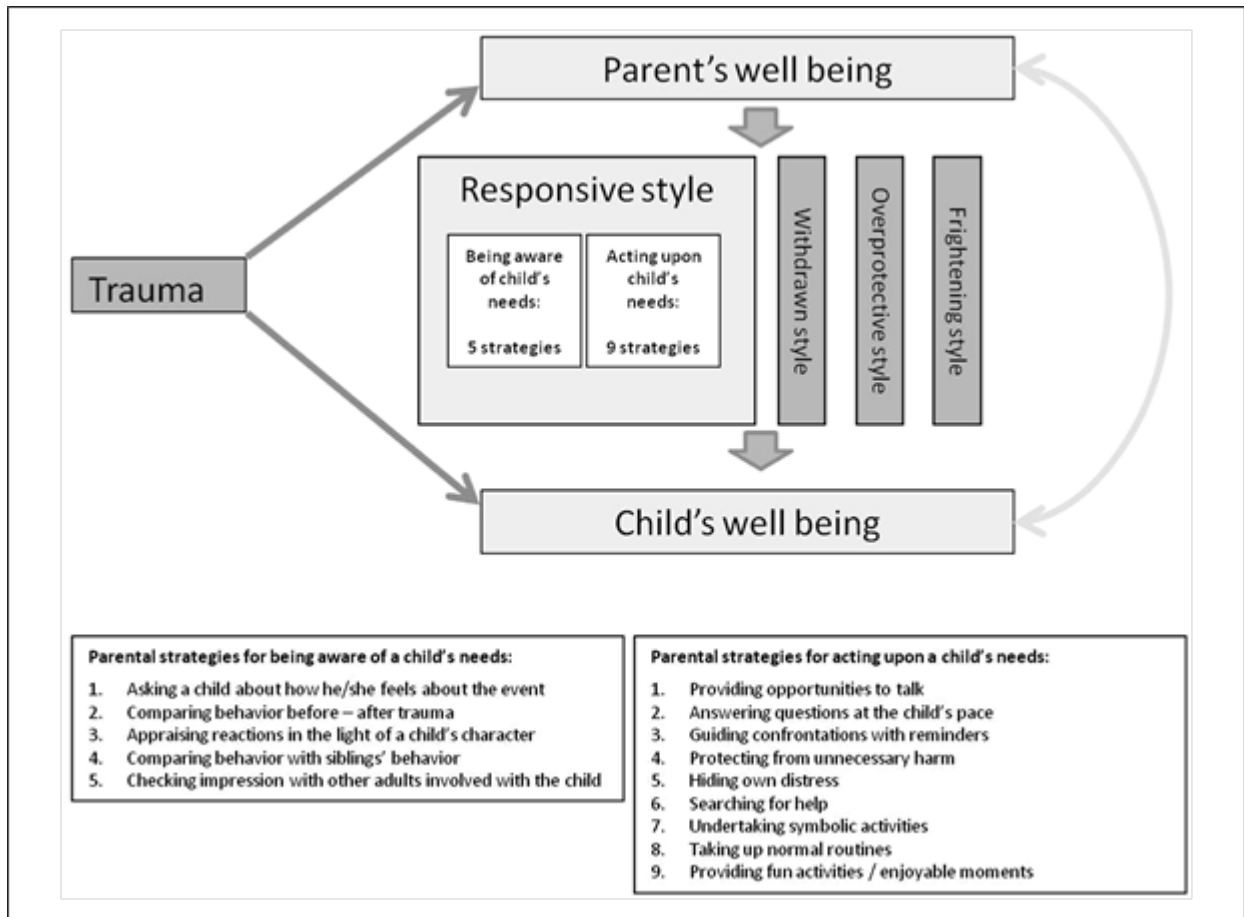 Parent's well being
Responsive style
Being aware
of child's
needs:
5 strategies
Acting upon
child's
needs:
9 strategies
Withdrawn style
Overprotective style
Frightening style
Trauma
Child's well being
Parental strategies for being aware of a child's needs:
1. Asking a child about how he/she feels about the event
2. Comparing behavior before – after trauma
3. Appraising reactions in the light of a child's character
4. Comparing behavior with siblings' behavior
5. Checking impression with other adults involved with the child
Parental strategies for acting upon a child's needs:
1. Providing opportunities to talk
2. Answering questions at the child's pace
3. Guiding confrontations with reminders
4. Protecting from unnecessary harm
5. Hiding own distress
6. Searching for help
7. Undertaking symbolic activities
8. Taking up normal routines
9. Providing fun activities / enjoyable moments